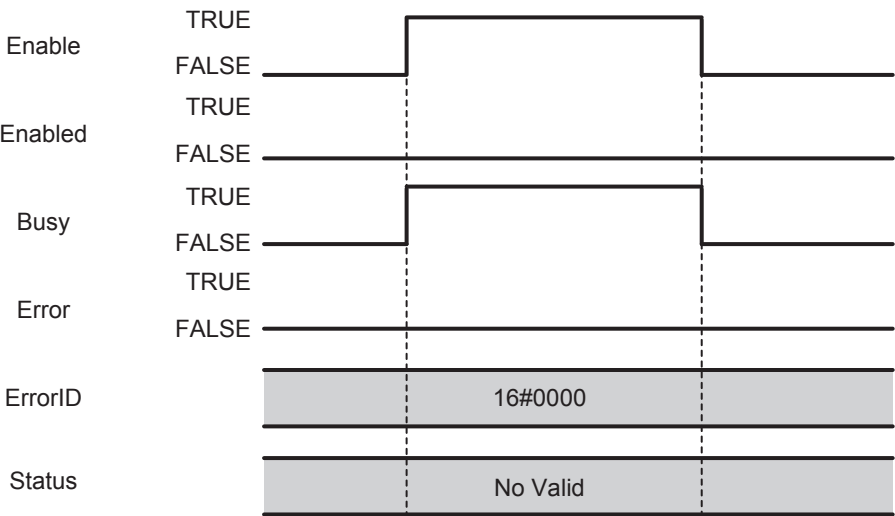 TRUE
Enable
FALSE
TRUE
Enabled
FALSE
TRUE
Busy
FALSE
TRUE
Error
FALSE
ErrorID 16#0000
Status No Valid